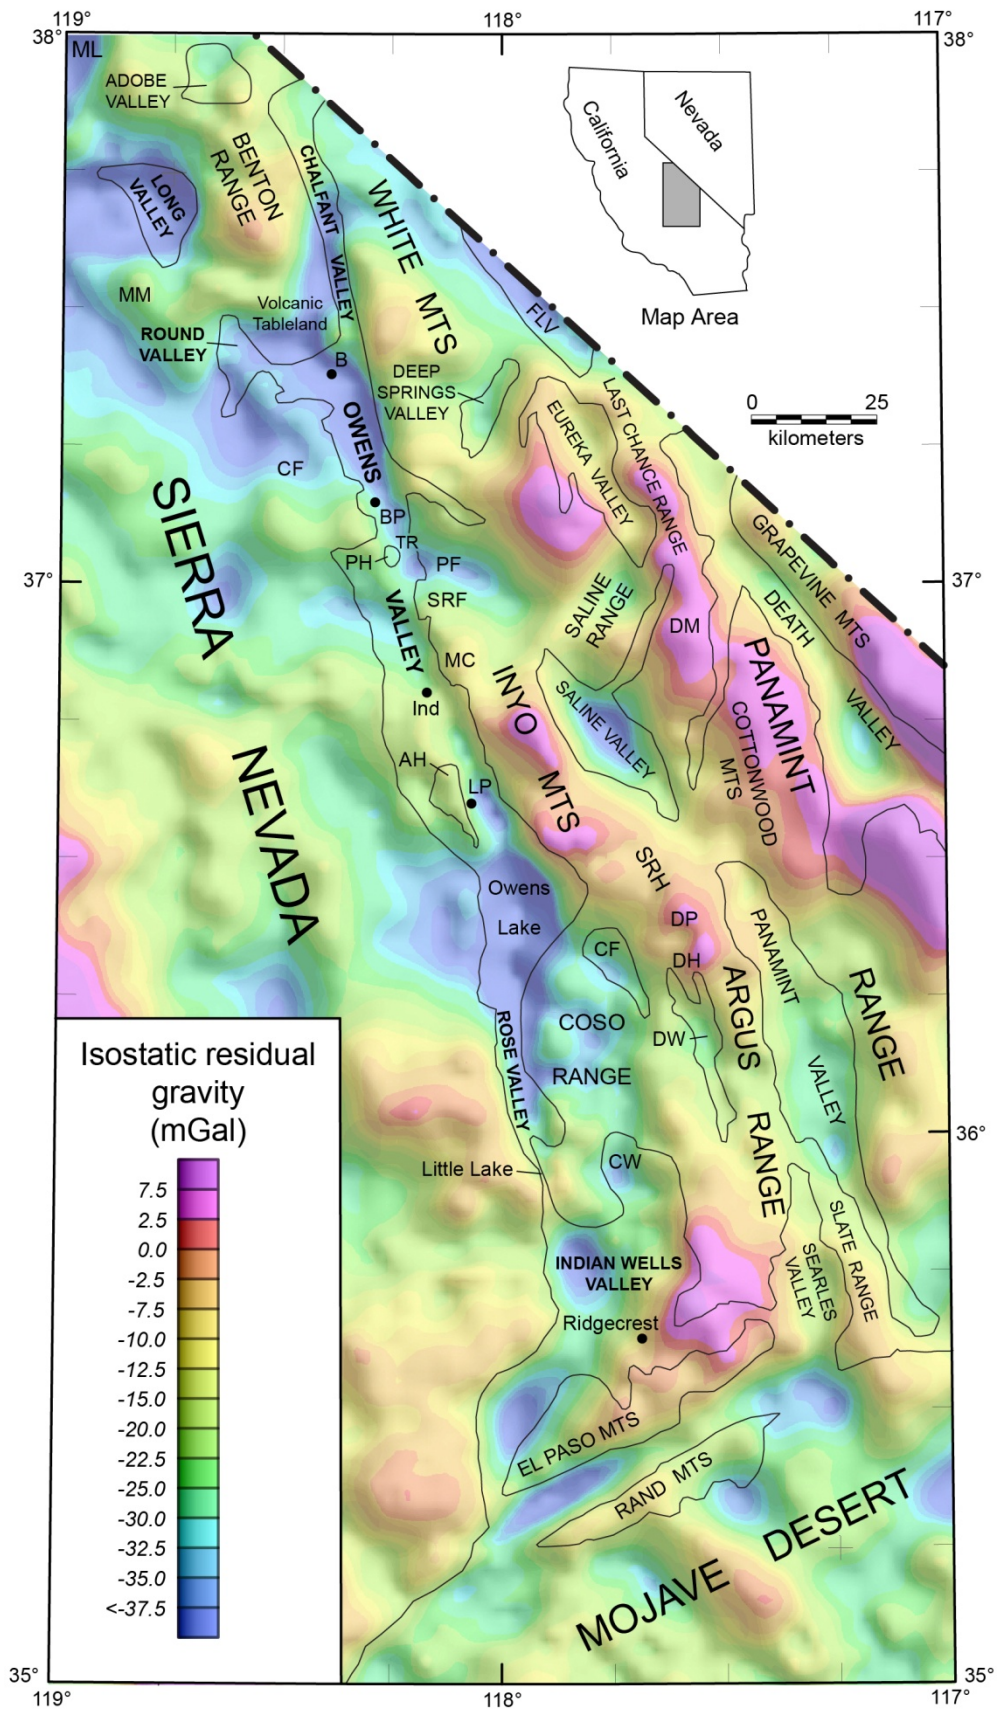 119°
118°
117°
38°
38°
ML
ADOBE
VALLEY
BENTON
RANGE
LONG
VALLEY
CHALFANT
VALLEY
WHITE
MTS
California
Nevada
Map Area
MM
Volcanic
Tableland
FLV
ROUND
VALLEY
B
DEEP
SPRINGS
VALLEY
0
25
kilometers
OWENS
LAST CHANCE RANGE
EUREKA VALLEY
CF
SIERRA
BP
TR
PH
PF
GRAPEVINE MTS
37°
37°
SRF
SALINE
RANGE
DEATH
VALLEY
DM
MC
INYO
PANAMINT
Ind
SALINE VALLEY
COTTONWOOD
MTS
VALLEY
NEVADA
AH
LP
MTS
SRH
Owens
Lake
DP
PANAMINT
CF
DH
ARGUS
RANGE
COSO
RANGE
DW
ROSE VALLEY
VALLEY
Isostatic residual
gravity
(mGal)
7.5
2.5
0.0
-2.5
-7.5
-10.0
-12.5
-15.0
-20.0
-22.5
-25.0
-30.0
-32.5
-35.0
<-37.5
36°
RANGE
Little Lake
CW
INDIAN WELLS
VALLEY
SEARLES
VALLEY
SLATE RANGE
Ridgecrest
EL PASO MTS
RAND MTS
MOJAVE DESERT
35°
35°
119°
118°
117°